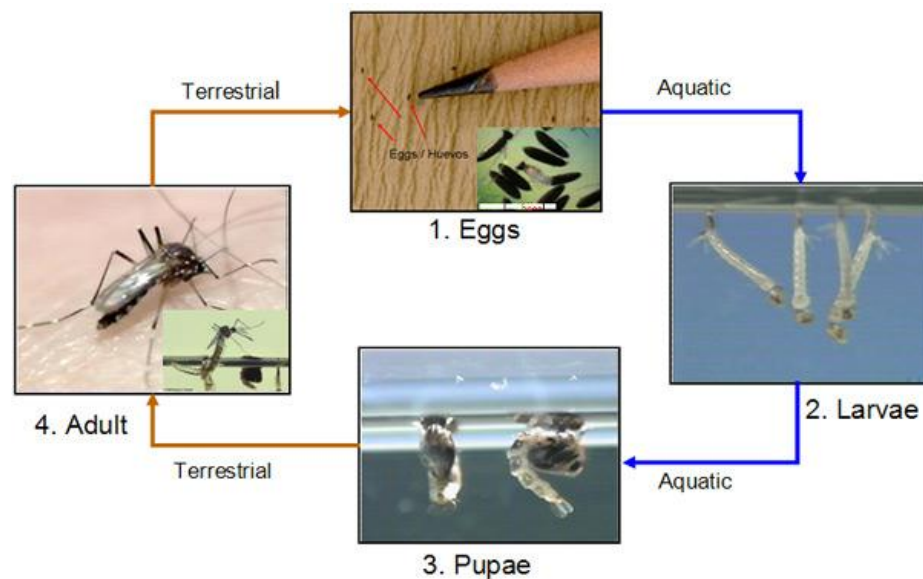 Terrestrial
Aquatic
Eggs / Huevos
1. Eggs
2. Larvae
4. Adult
Terrestrial
Aquatic
3. Pupae